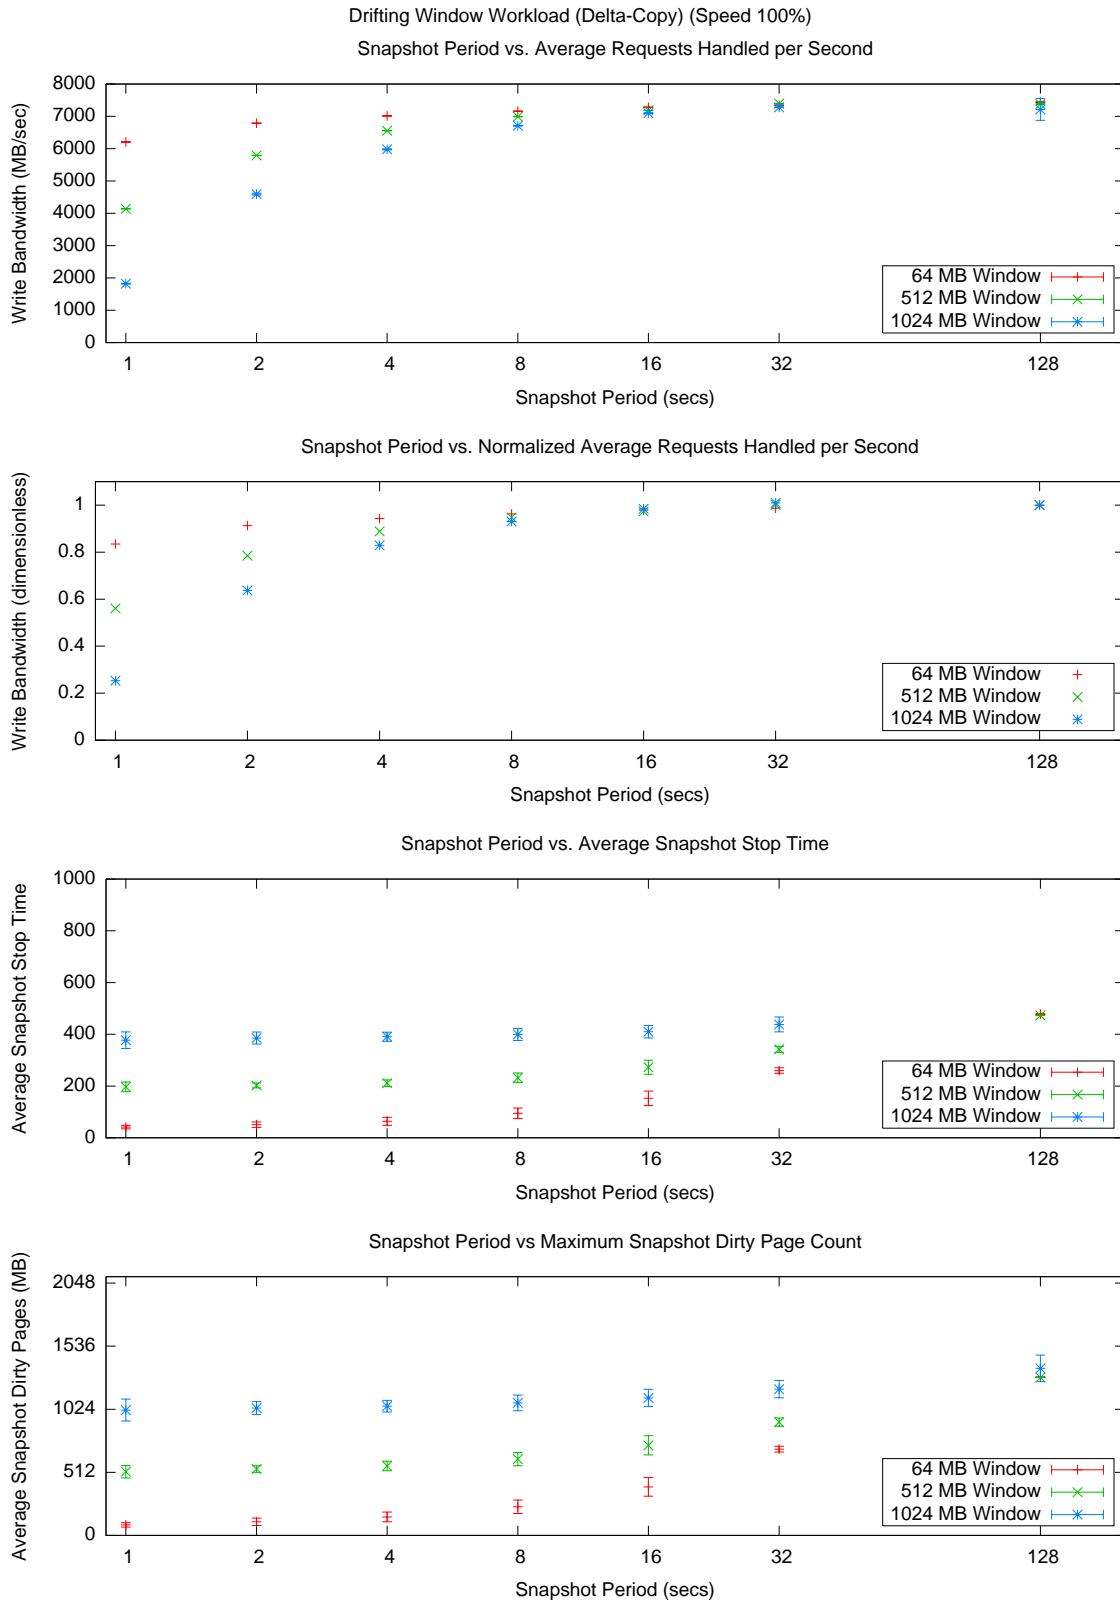 Drifting Window Workload (Delta-Copy) (Speed 100%)
Snapshot Period vs. Average Requests Handled per Second
Write Bandwidth (MB/sec)
8000
7000
6000
5000
4000
3000
2000
1000
0
64 MB Window
512 MB Window
1024 MB Window
1 2 4 8 16 32 128
Snapshot Period (secs)
Snapshot Period vs. Normalized Average Requests Handled per Second
Write Bandwidth (dimensionless)
1
0.8
0.6
0.4
0.2
0
64 MB Window
512 MB Window
1024 MB Window
1 2 4 8 16 32 128
Snapshot Period (secs)
Snapshot Period vs. Average Snapshot Stop Time
Average Snapshot Stop Time
1000
800
600
400
200
0
64 MB Window
512 MB Window
1024 MB Window
1 2 4 8 16 32 128
Snapshot Period (secs)
Snapshot Period vs Maximum Snapshot Dirty Page Count
Average Snapshot Dirty Pages (MB)
2048
1536
1024
512
0
64 MB Window
512 MB Window
1024 MB Window
1 2 4 8 16 32 128
Snapshot Period (secs)